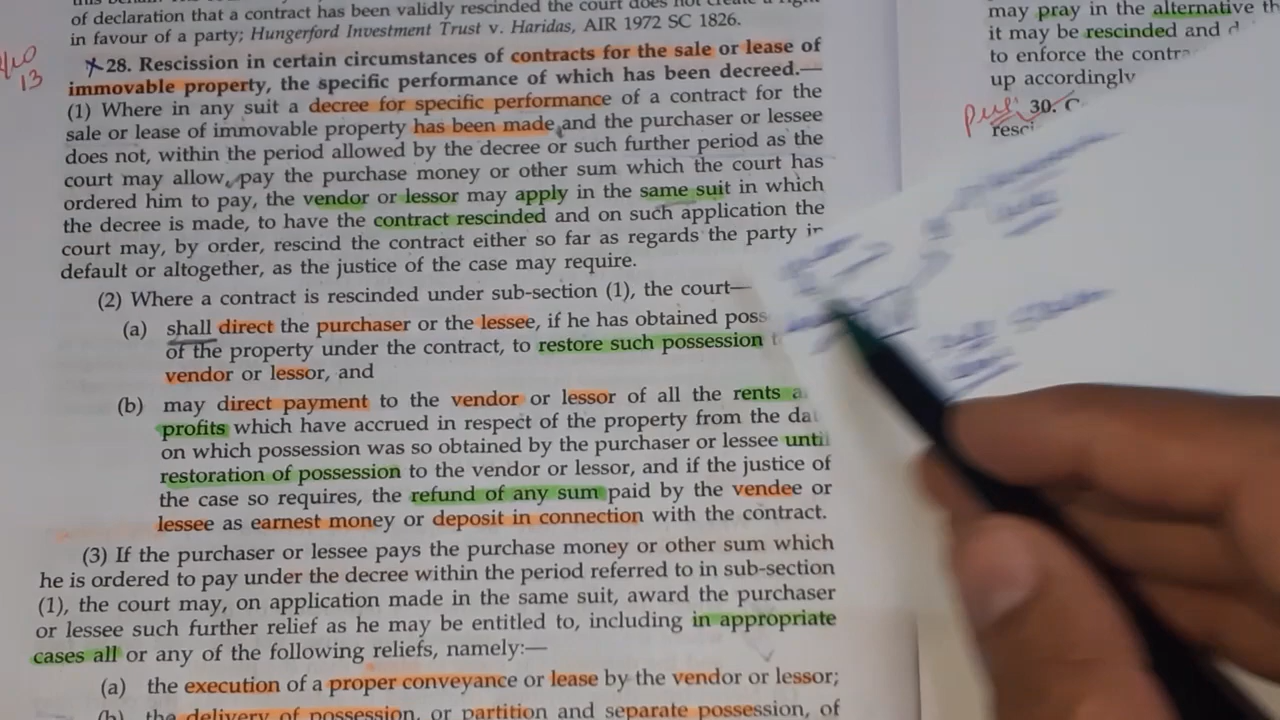 of declaration that a contract has been validly rescinded the court does not create a right
in favour of a party; Hungerford Investment Trust v. Haridas, AIR 1972 SC 1826.
28. Rescission in certain circumstances of contracts for the sale or lease of
immovable property, the specific performance of which has been decreed.—
(1) Where in any suit a decree for specific performance of a contract for the
sale or lease of immovable property has been made and the purchaser or lessee
does not, within the period allowed by the decree or such further period as the
court may allow, pay the purchase money or other sum which the court has
ordered him to pay, the vendor or lessor may apply in the same suit in which
the decree is made, to have the contract rescinded and on such application the
court may, by order, rescind the contract either so far as regards the party in
default or altogether, as the justice of the case may require.
(2) Where a contract is rescinded under sub-section (1), the court—
(a) shall direct the purchaser or the lessee, if he has obtained poss
of the property under the contract, to restore such possession t
vendor or lessor, and
(b) may direct payment to the vendor or lessor of all the rents a
profits which have accrued in respect of the property from the dat
on which possession was so obtained by the purchaser or lessee until
restoration of possession to the vendor or lessor, and if the justice of
the case so requires, the refund of any sum paid by the vendee or
lessee as earnest money or deposit in connection with the contract.
(3) If the purchaser or lessee pays the purchase money or other sum which
he is ordered to pay under the decree within the period referred to in sub-section
(1), the court may, on application made in the same suit, award the purchaser
or lessee such further relief as he may be entitled to, including in appropriate
cases all or any of the following reliefs, namely:—
(a) the execution of a proper conveyance or lease by the vendor or lessor;
(b) the delivery of possession, or partition and separate possession, of
may pray in the alternative th
it may be rescinded and d
to enforce the contra
up accordingly
30. C
resci
13